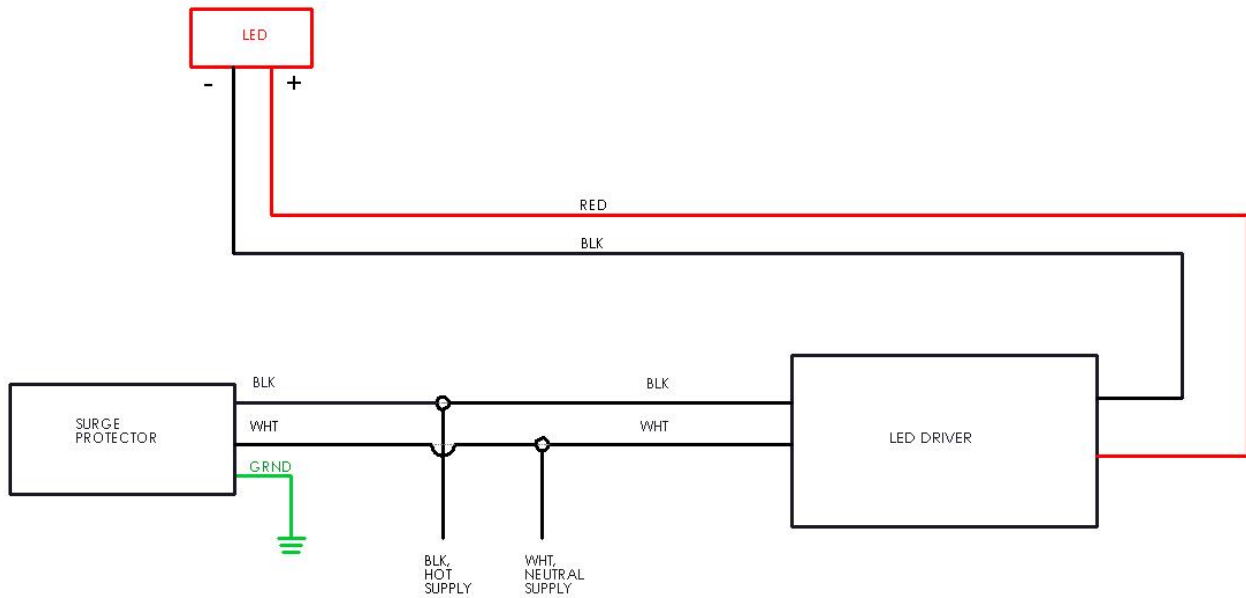 LED
- +
RED
BLK
BLK
BLK
WHT
WHT
SURGE
PROTECTOR
LED DRIVER
GRND
BLK,
HOT
SUPPLY
WHT,
NEUTRAL
SUPPLY